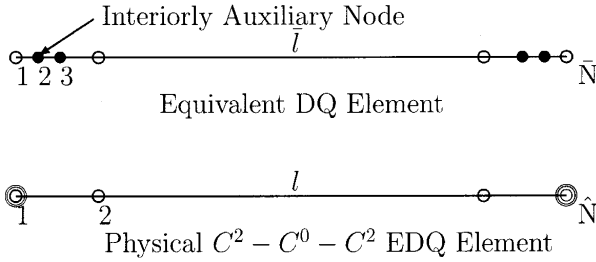 Interiorly Auxiliary Node
l̄
1 2 3 N̄
Equivalent DQ Element
l
1 2 N̂
Physical C² − C⁰ − C² EDQ Element